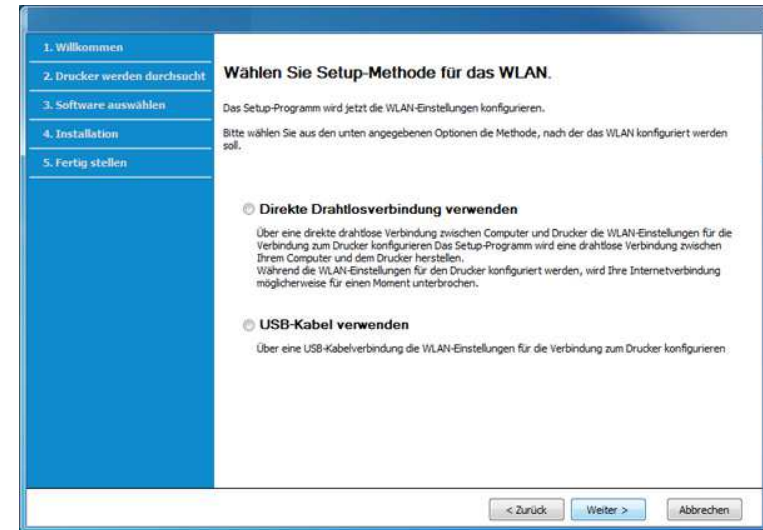 1. Willkommen
2. Drucker werden durchsucht
3. Software auswählen
4. Installation
5. Fertig stellen
Wählen Sie Setup-Methode für das WLAN.
Das Setup-Programm wird jetzt die WLAN-Einstellungen konfigurieren.
Bitte wählen Sie aus den unten angegebenen Optionen die Methode, nach der das WLAN konfiguriert werden
soll.
Direkte Drahtlosverbindung verwenden
Über eine direkte drahtlose Verbindung zwischen Computer und Drucker die WLAN-Einstellungen für die
Verbindung zum Drucker konfigurieren Das Setup-Programm wird eine drahtlose Verbindung zwischen
Ihrem Computer und dem Drucker herstellen.
Während die WLAN-Einstellungen für den Drucker konfiguriert werden, wird Ihre Internetverbindung
möglicherweise für einen Moment unterbrochen.
USB-Kabel verwenden
Über eine USB-Kabelverbindung die WLAN-Einstellungen für die Verbindung zum Drucker konfigurieren
< Zurück
Weiter >
Abbrechen